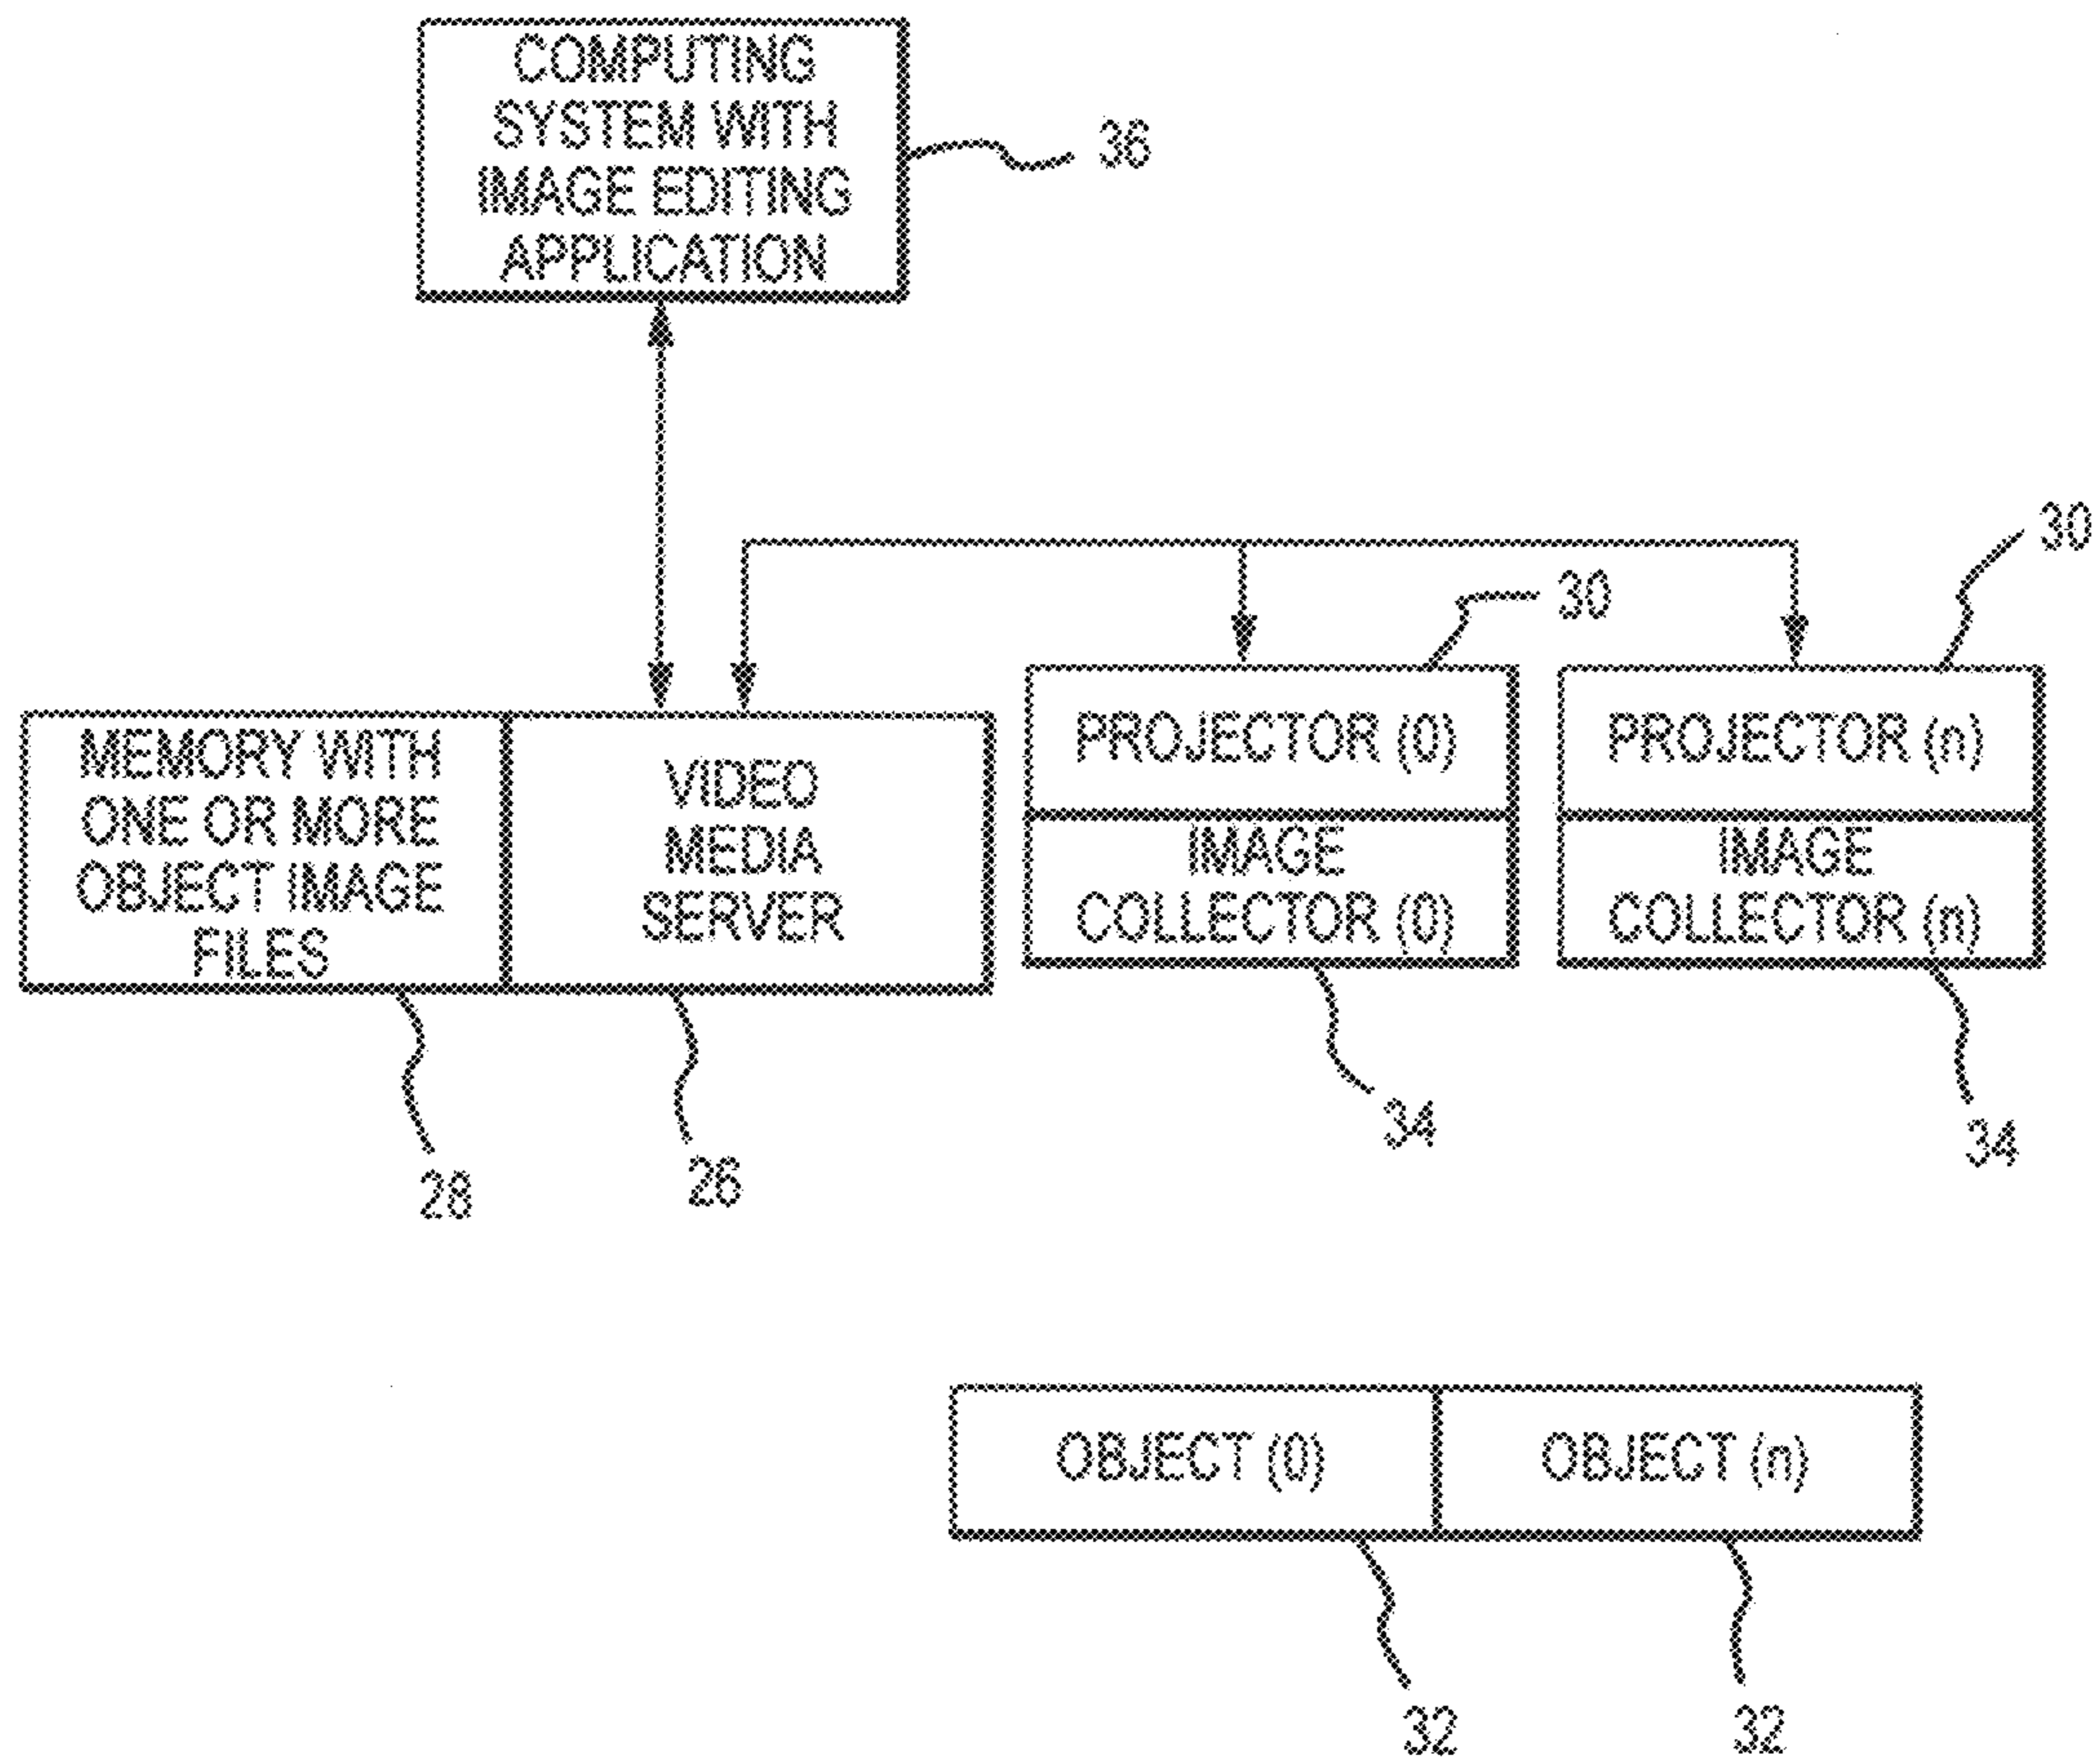 COMPUTING
SYSTEM WITH
IMAGE EDITING
APPLICATION
36
30
30
MEMORY WITH
ONE OR MORE
OBJECT IMAGE
FILES
VIDEO
MEDIA
SERVER
PROJECTOR (0)
IMAGE
COLLECTOR (0)
PROJECTOR (n)
IMAGE
COLLECTOR (n)
28
26
34
34
OBJECT (0)
OBJECT (n)
32
32